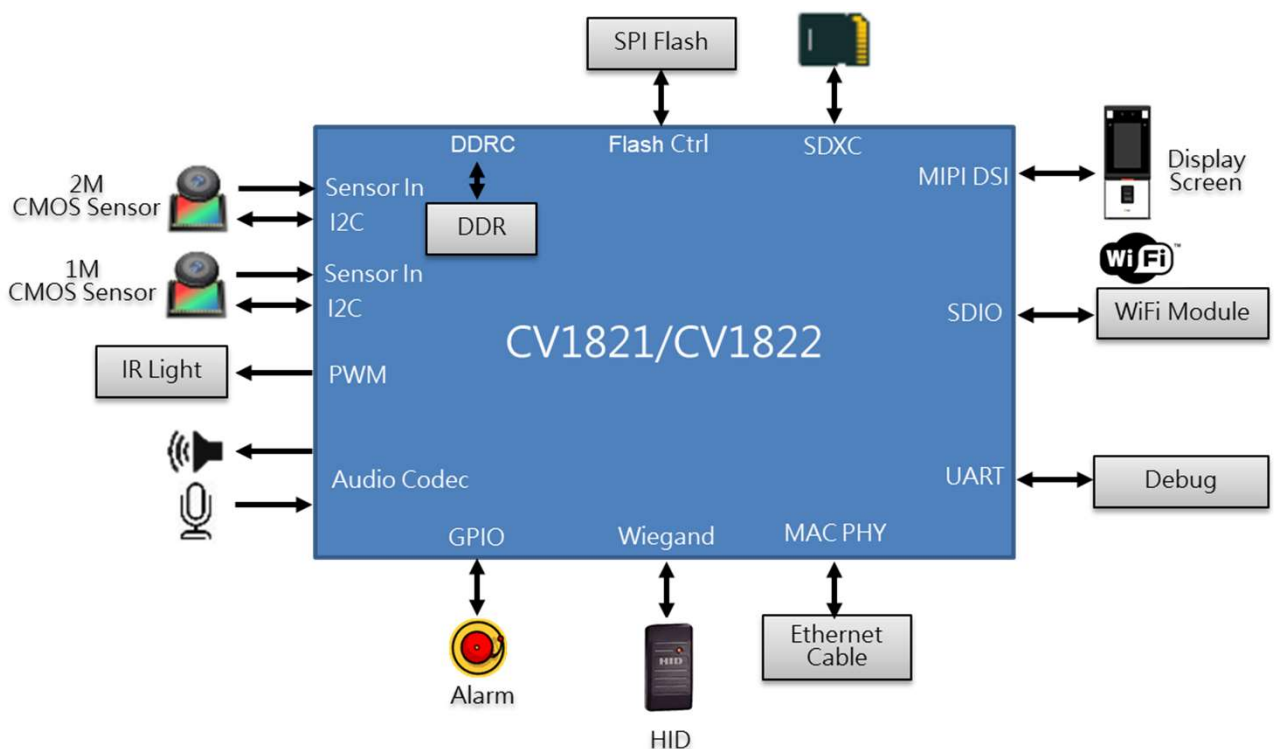 SPI Flash
DDRC
Flash Ctrl
SDXC
MIPI DSI
Display
Screen
2M
CMOS Sensor
Sensor In
I2C
DDR
1M
CMOS Sensor
Sensor In
I2C
WiFi
SDIO
WiFi Module
CV1821/CV1822
IR Light
PWM
Audio Codec
UART
Debug
GPIO
Wiegand
MAC PHY
Alarm
HID
HID
Ethernet
Cable